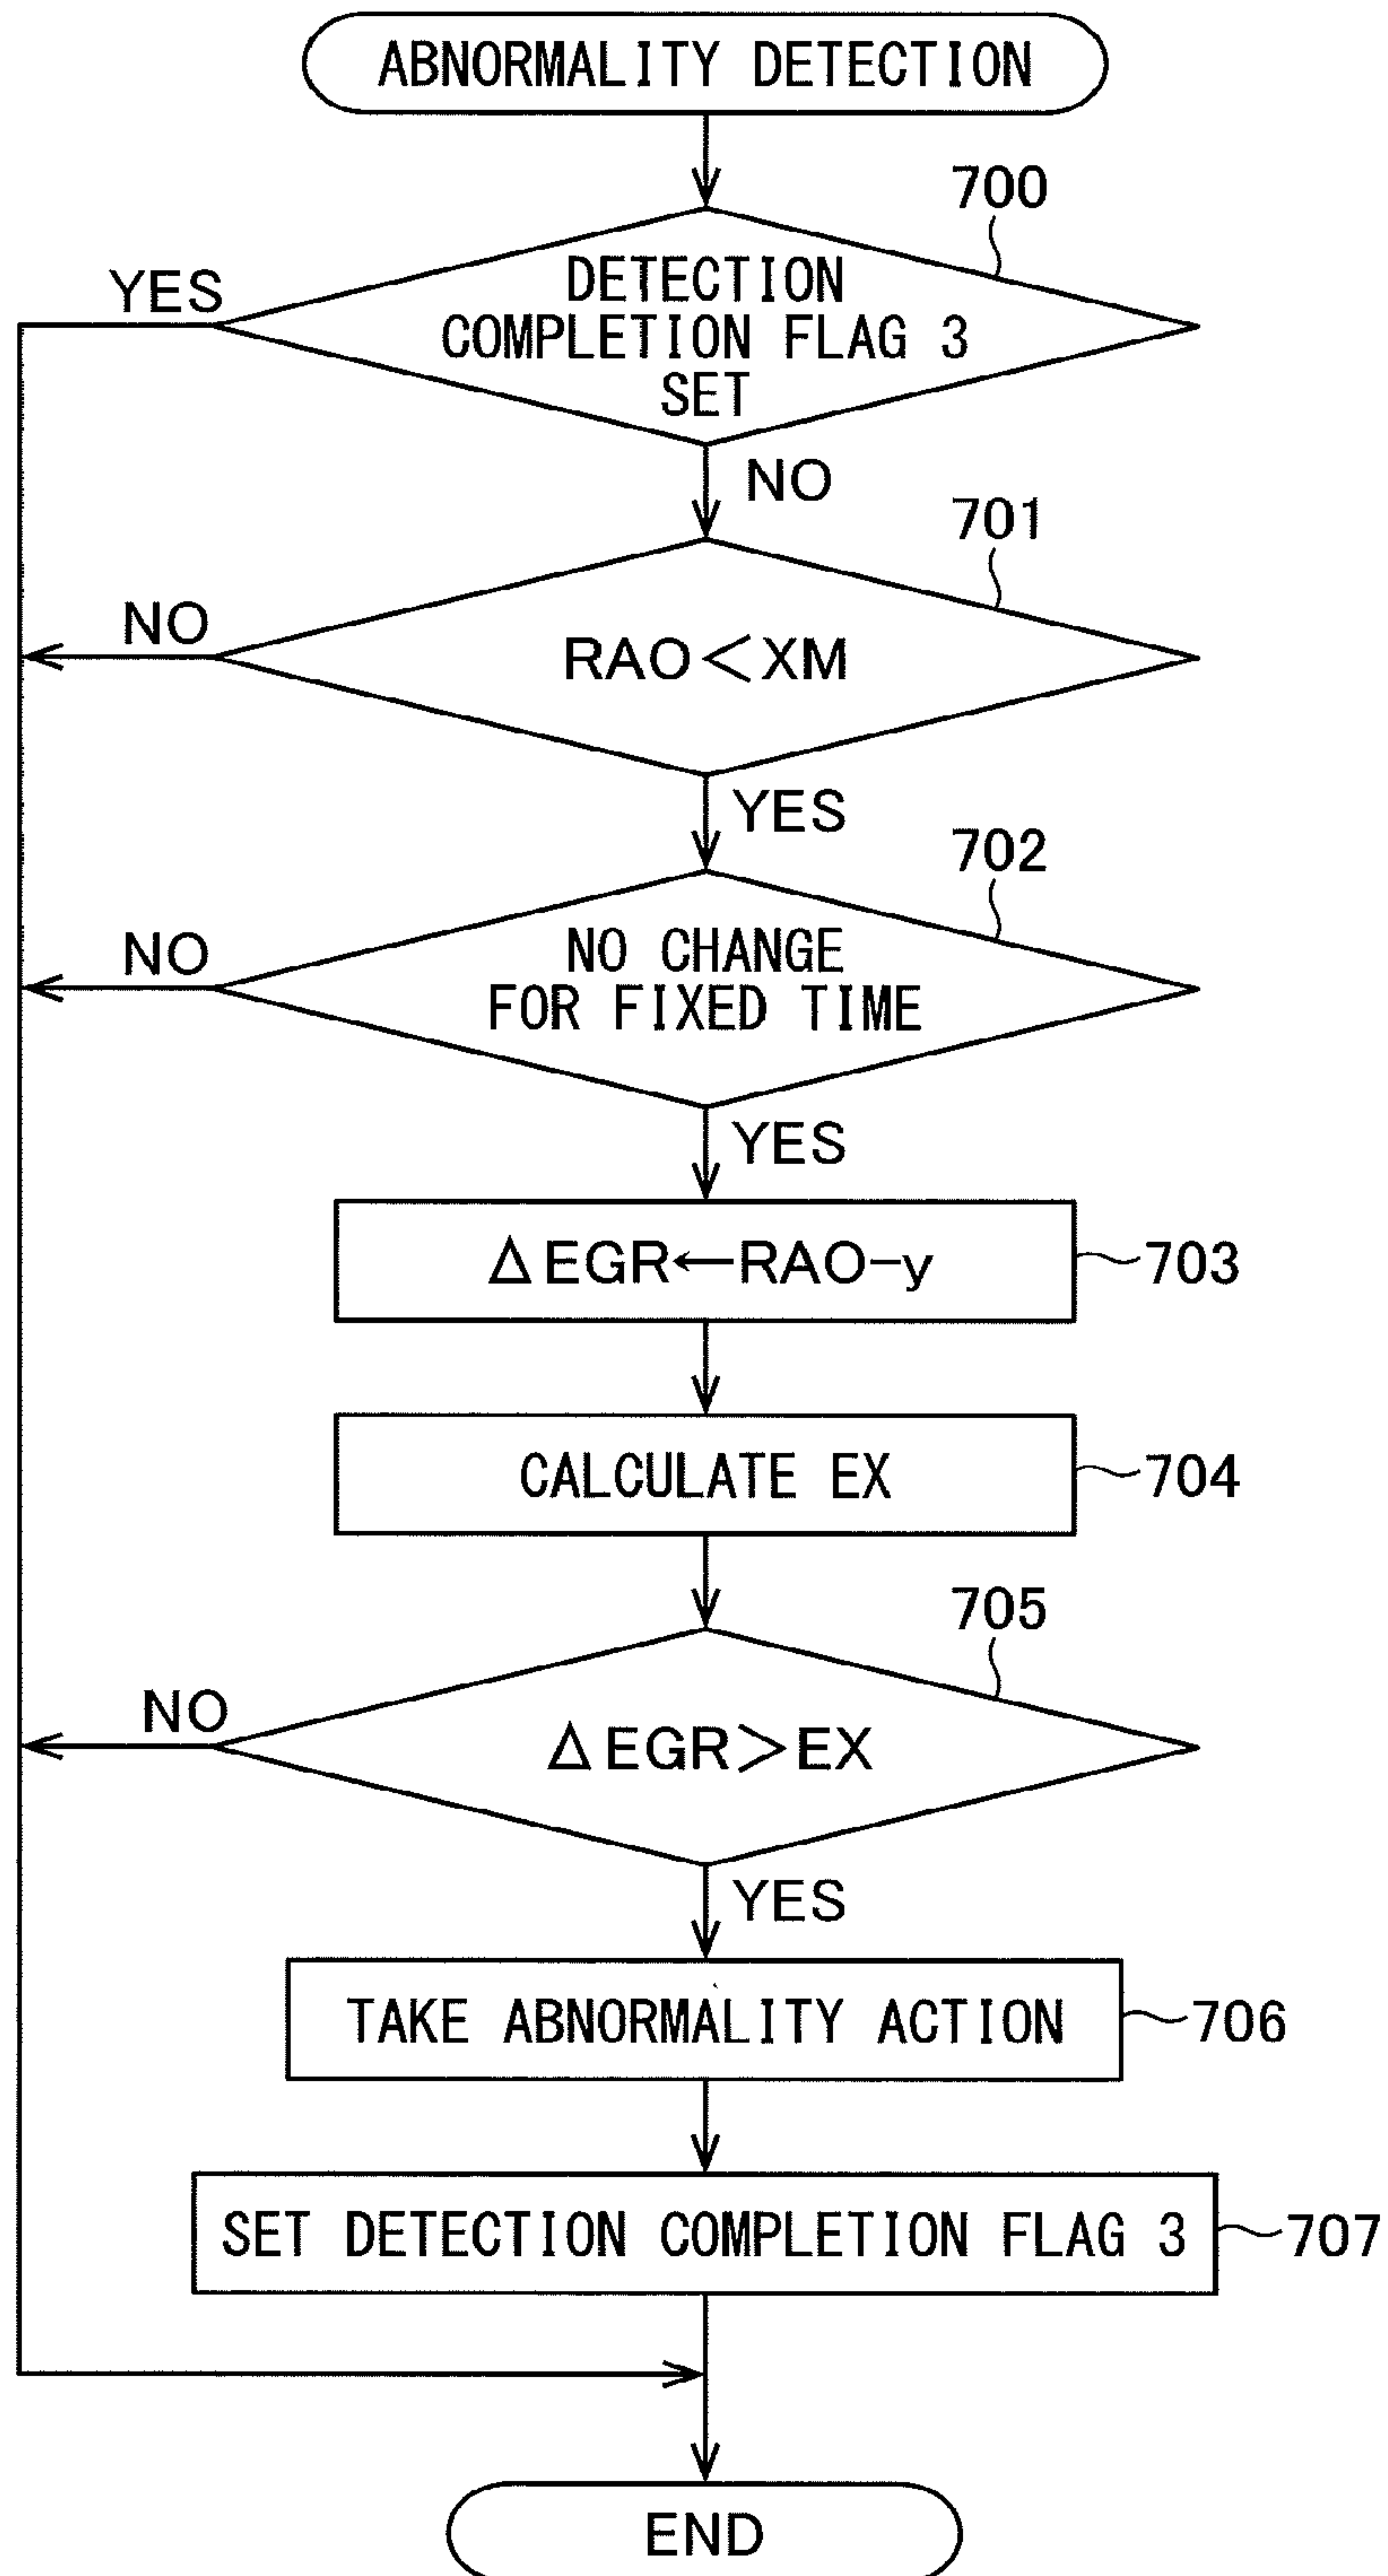 ABNORMALITY DETECTION
700
YES
DETECTION
COMPLETION FLAG 3
SET
NO
701
NO
RAO<XM
YES
702
NO
NO CHANGE
FOR FIXED TIME
YES
ΔEGR←RAO-y
703
CALCULATE EX
704
705
NO
ΔEGR>EX
YES
TAKE ABNORMALITY ACTION
706
SET DETECTION COMPLETION FLAG 3
707
END